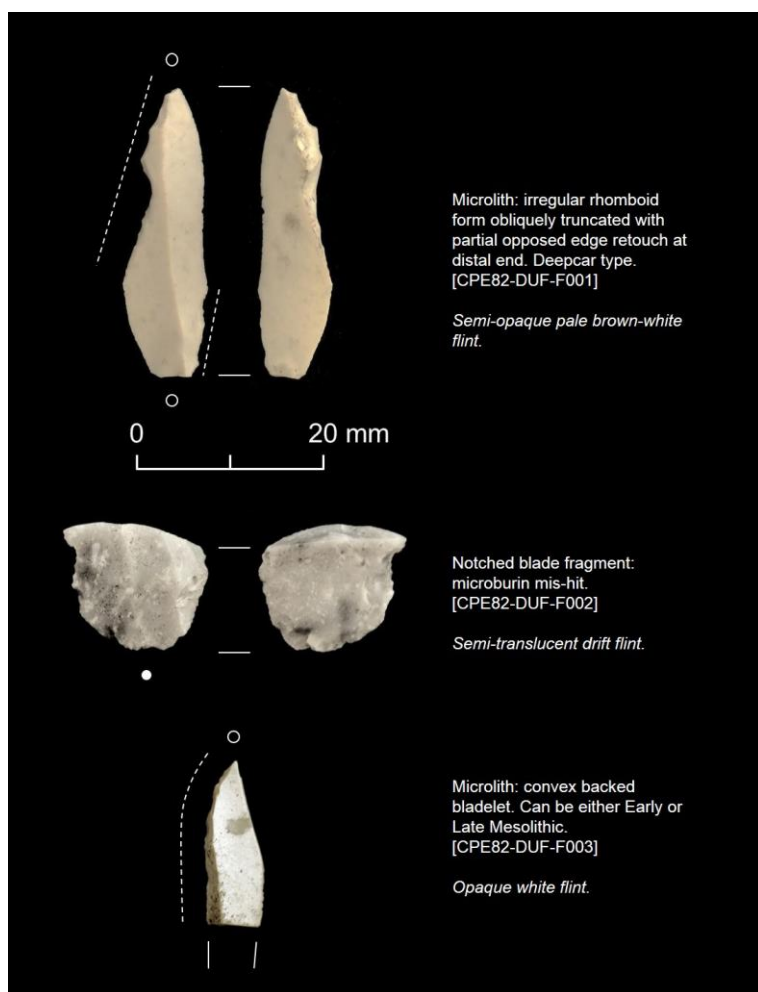 Microlith: irregular rhomboid
form obliquely truncated with
partial opposed edge retouch at
distal end. Deepcar type.
[CPE82-DUF-F001]
Semi-opaque pale brown-white
flint.
0 20 mm
Notched blade fragment:
microburin mis-hit.
[CPE82-DUF-F002]
Semi-translucent drift flint.
Microlith: convex backed
bladelet. Can be either Early or
Late Mesolithic.
[CPE82-DUF-F003]
Opaque white flint.